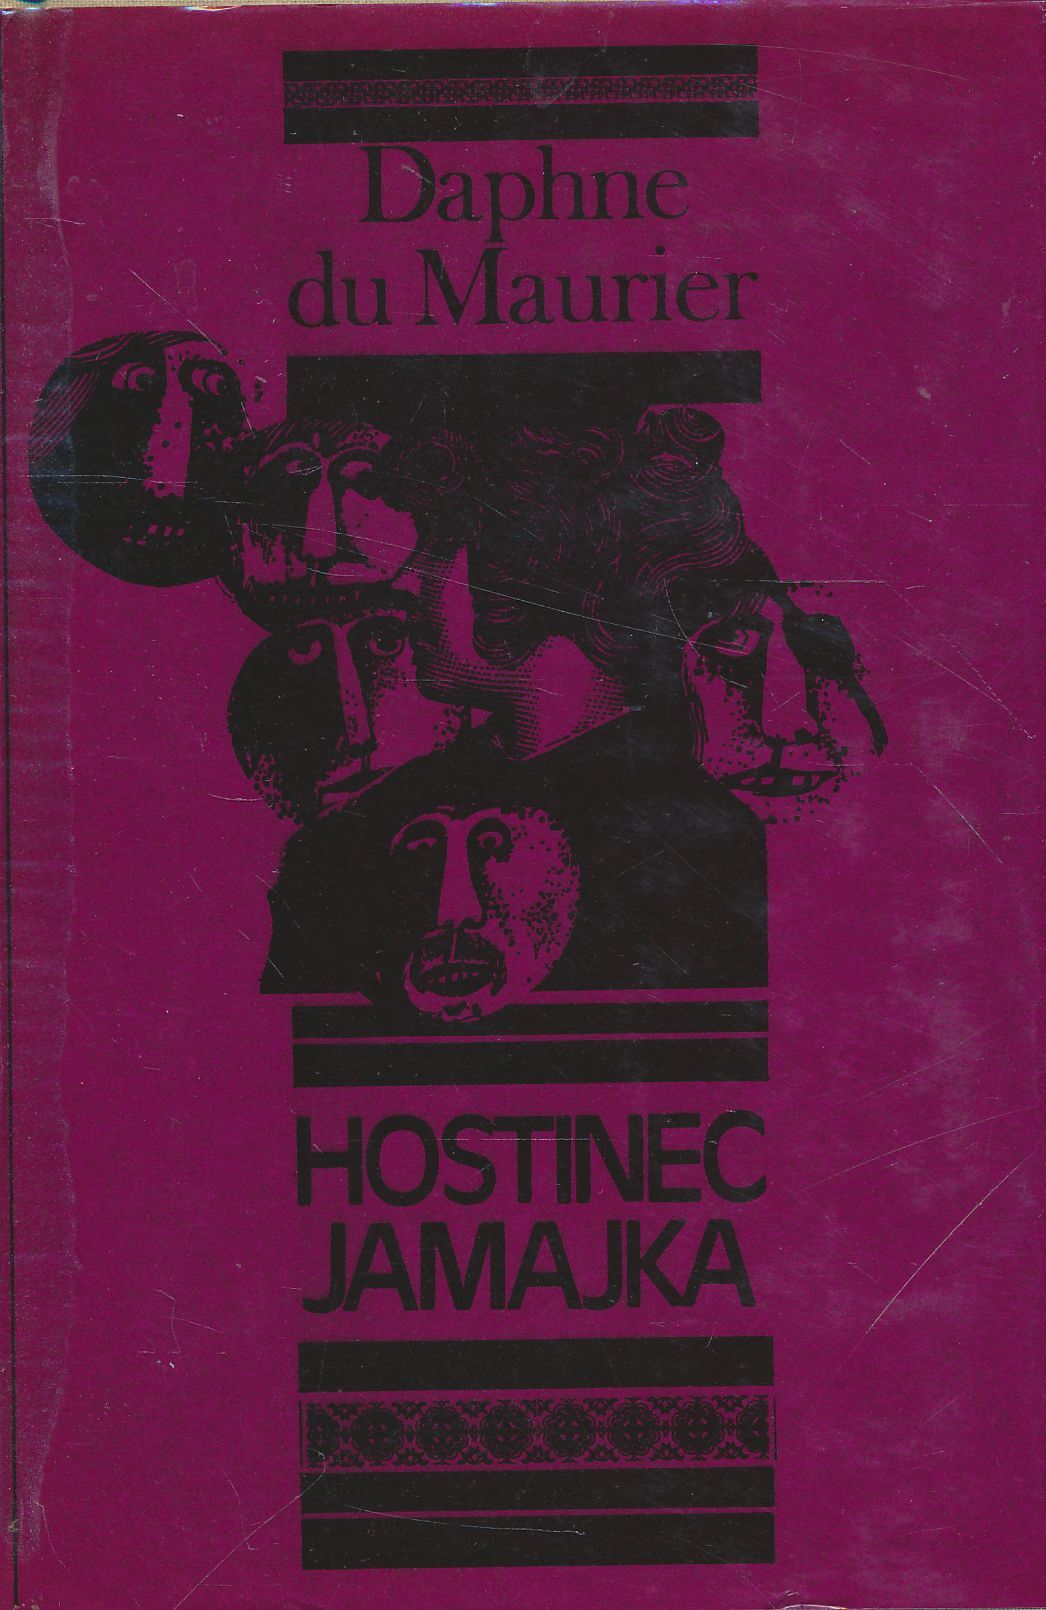 Daphne
du Maurier
HOSTINEC
JAMAJKA